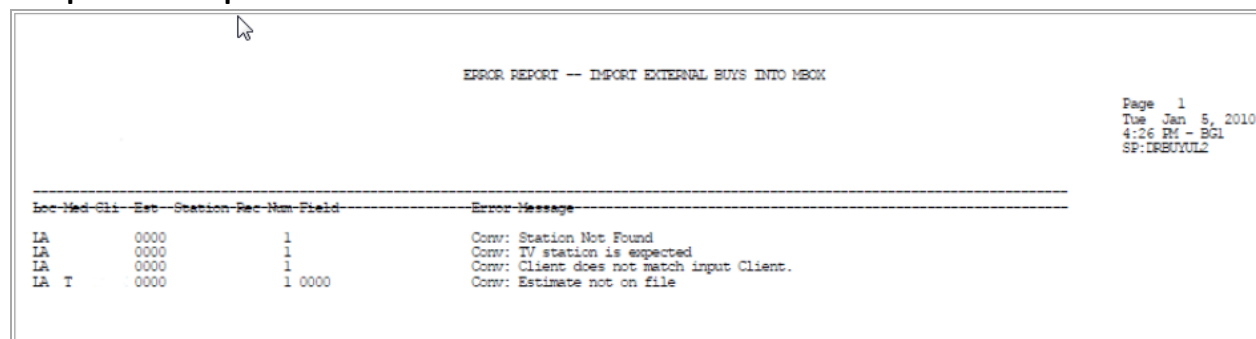 ERROR REPORT -- IMPORT EXTERNAL BUYS INTO MBOX
Page 1
Tue Jan 5, 2010
4:26 PM - BG1
SP:DRBUYUL2
Loc Med Cli Est Station Rec Num Field Error Message
LA 0000 1 Conv: Station Not Found
LA 0000 1 Conv: TV station is expected
LA 0000 1 Conv: Client does not match input Client.
LA T 0000 1 0000 Conv: Estimate not on file